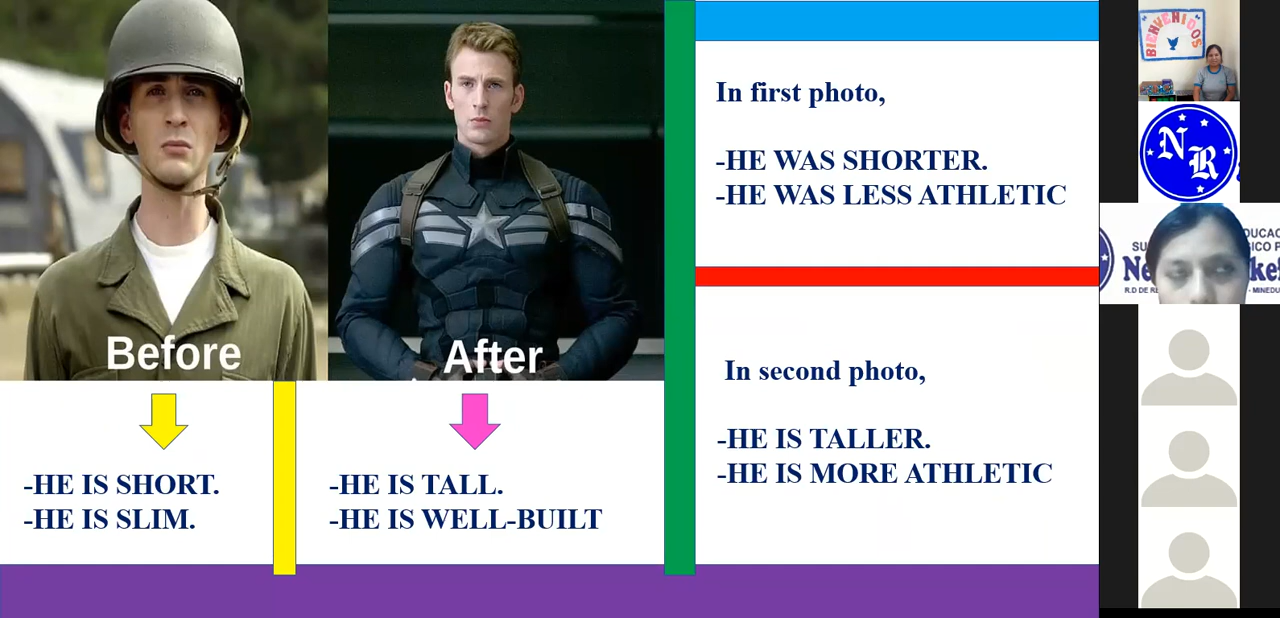 Before
After
-HE IS SHORT.
-HE IS SLIM.
-HE IS TALL.
-HE IS WELL-BUILT
In first photo,
-HE WAS SHORTER.
-HE WAS LESS ATHLETIC
In second photo,
-HE IS TALLER.
-HE IS MORE ATHLETIC
BIENVENIDOS
NR